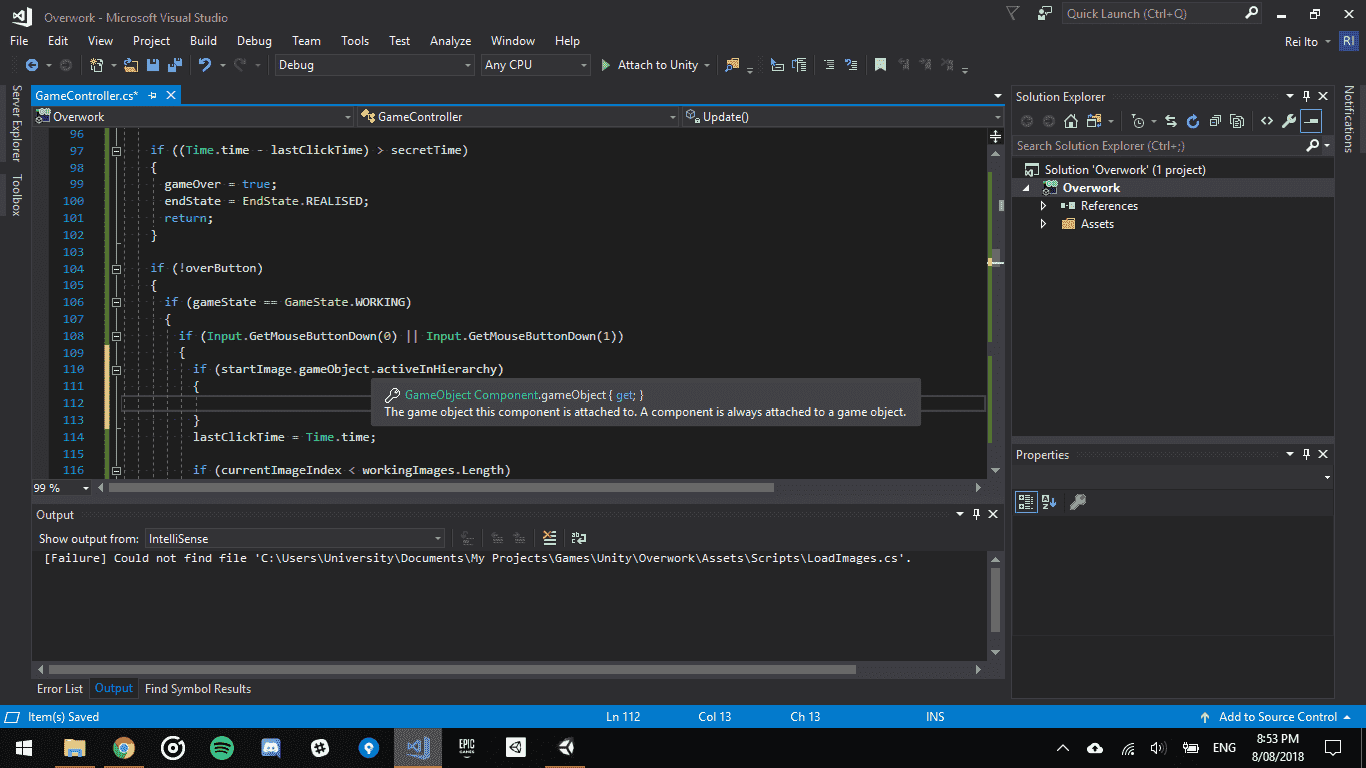 Overwork - Microsoft Visual Studio
Quick Launch (Ctrl+Q)
File Edit View Project Build Debug Team Tools Test Analyze Window Help
Rei Ito RI
Debug Any CPU Attach to Unity
Server Explorer
Toolbox
GameController.cs*
Overwork GameController Update()
96
97 if ((Time.time - lastClickTime) > secretTime)
98 {
99 gameOver = true;
100 endState = EndState.REALISED;
101 return;
102 }
103
104 if (!overButton)
105 {
106 if (gameState == GameState.WORKING)
107 {
108 if (Input.GetMouseButtonDown(0) || Input.GetMouseButtonDown(1))
109 {
110 if (startImage.gameObject.activeInHierarchy)
111 {
112
113 }
114 lastClickTime = Time.time;
115
116 if (currentImageIndex < workingImages.Length)
GameObject Component.gameObject { get; }
The game object this component is attached to. A component is always attached to a game object.
99 %
Output
Show output from: IntelliSense
[Failure] Could not find file 'C:\Users\University\Documents\My Projects\Games\Unity\Overwork\Assets\Scripts\LoadImages.cs'.
Error List Output Find Symbol Results
Solution Explorer
Search Solution Explorer (Ctrl+;)
Solution 'Overwork' (1 project)
Overwork
References
Assets
Properties
Notifications
Item(s) Saved Ln 112 Col 13 Ch 13 INS Add to Source Control
EPIC GAMES
ENG
8:53 PM
8/08/2018